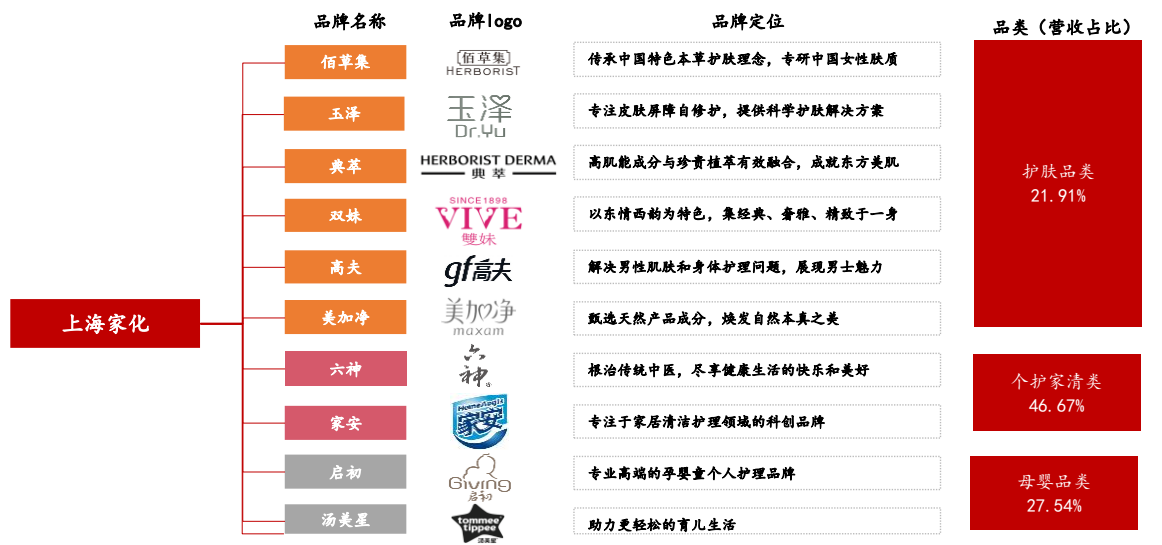 品牌名称 品牌logo 品牌定位 品类（营收占比）
上海家化
佰草集 佰草集 传承中国特色本草护肤理念，专研中国女性肤质
HERBORIST
玉泽 玉泽 专注皮肤屏障自修护，提供科学护肤解决方案
Dr.Yu
典萃 HERBORIST DERMA 高肌能成分与珍贵植萃有效融合，成就东方美肌
典萃
双妹 SINCE1898 以东情西韵为特色，集经典、奢雅、精致于一身
VIVE
雙妹
高夫 gf高夫 解决男性肌肤和身体护理问题，展现男士魅力
美加净 美加净 甄选天然产品成分，焕发自然本真之美
maxam
护肤品类
21.91%
六神 六神 根治传统中医，尽享健康生活的快乐和美好
家安 HomeAegis 专注于家居清洁护理领域的科创品牌
家安
个护家清类
46.67%
启初 Giving 专业高端的孕婴童个人护理品牌
启初
汤美星 tommee 助力更轻松的育儿生活
tippee
汤美星
母婴品类
27.54%